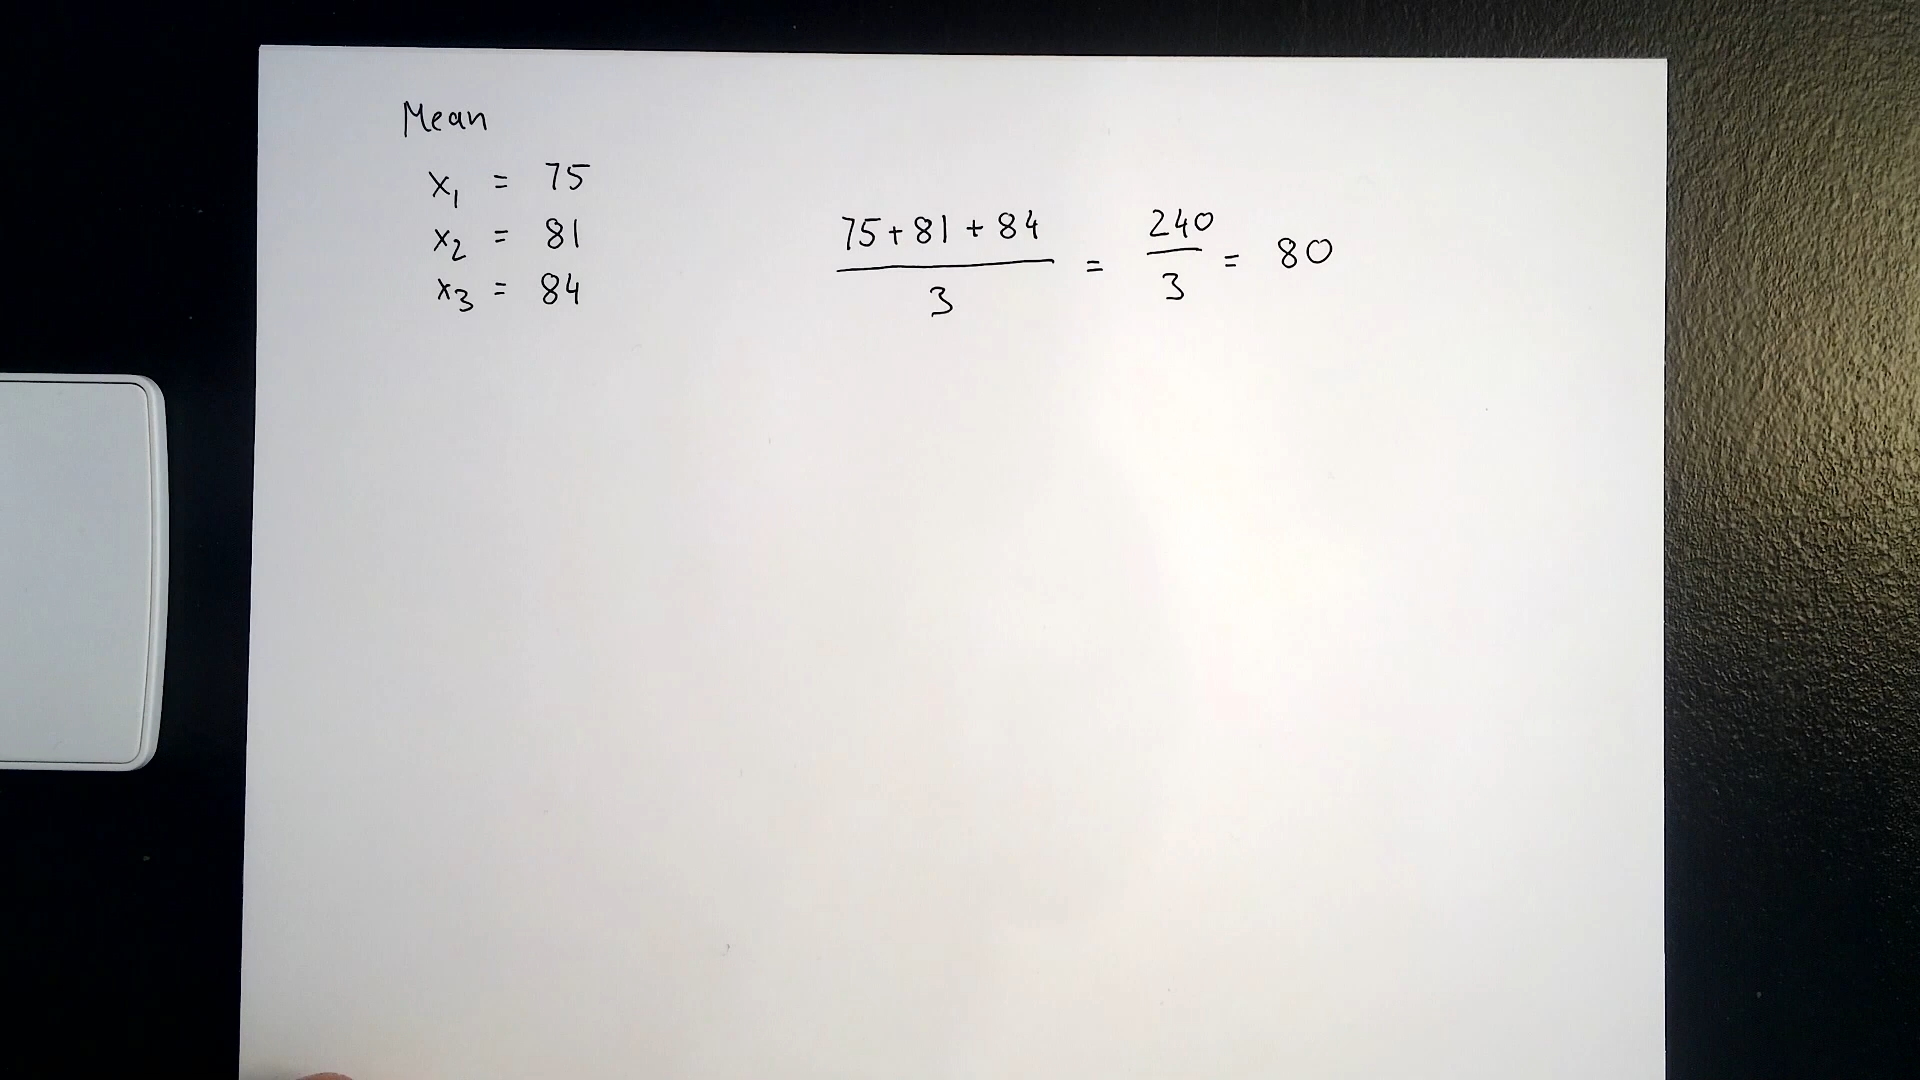 Mean
x₁ = 75
x₂ = 81
x₃ = 84
75+81+84
3
=
240
3
= 80